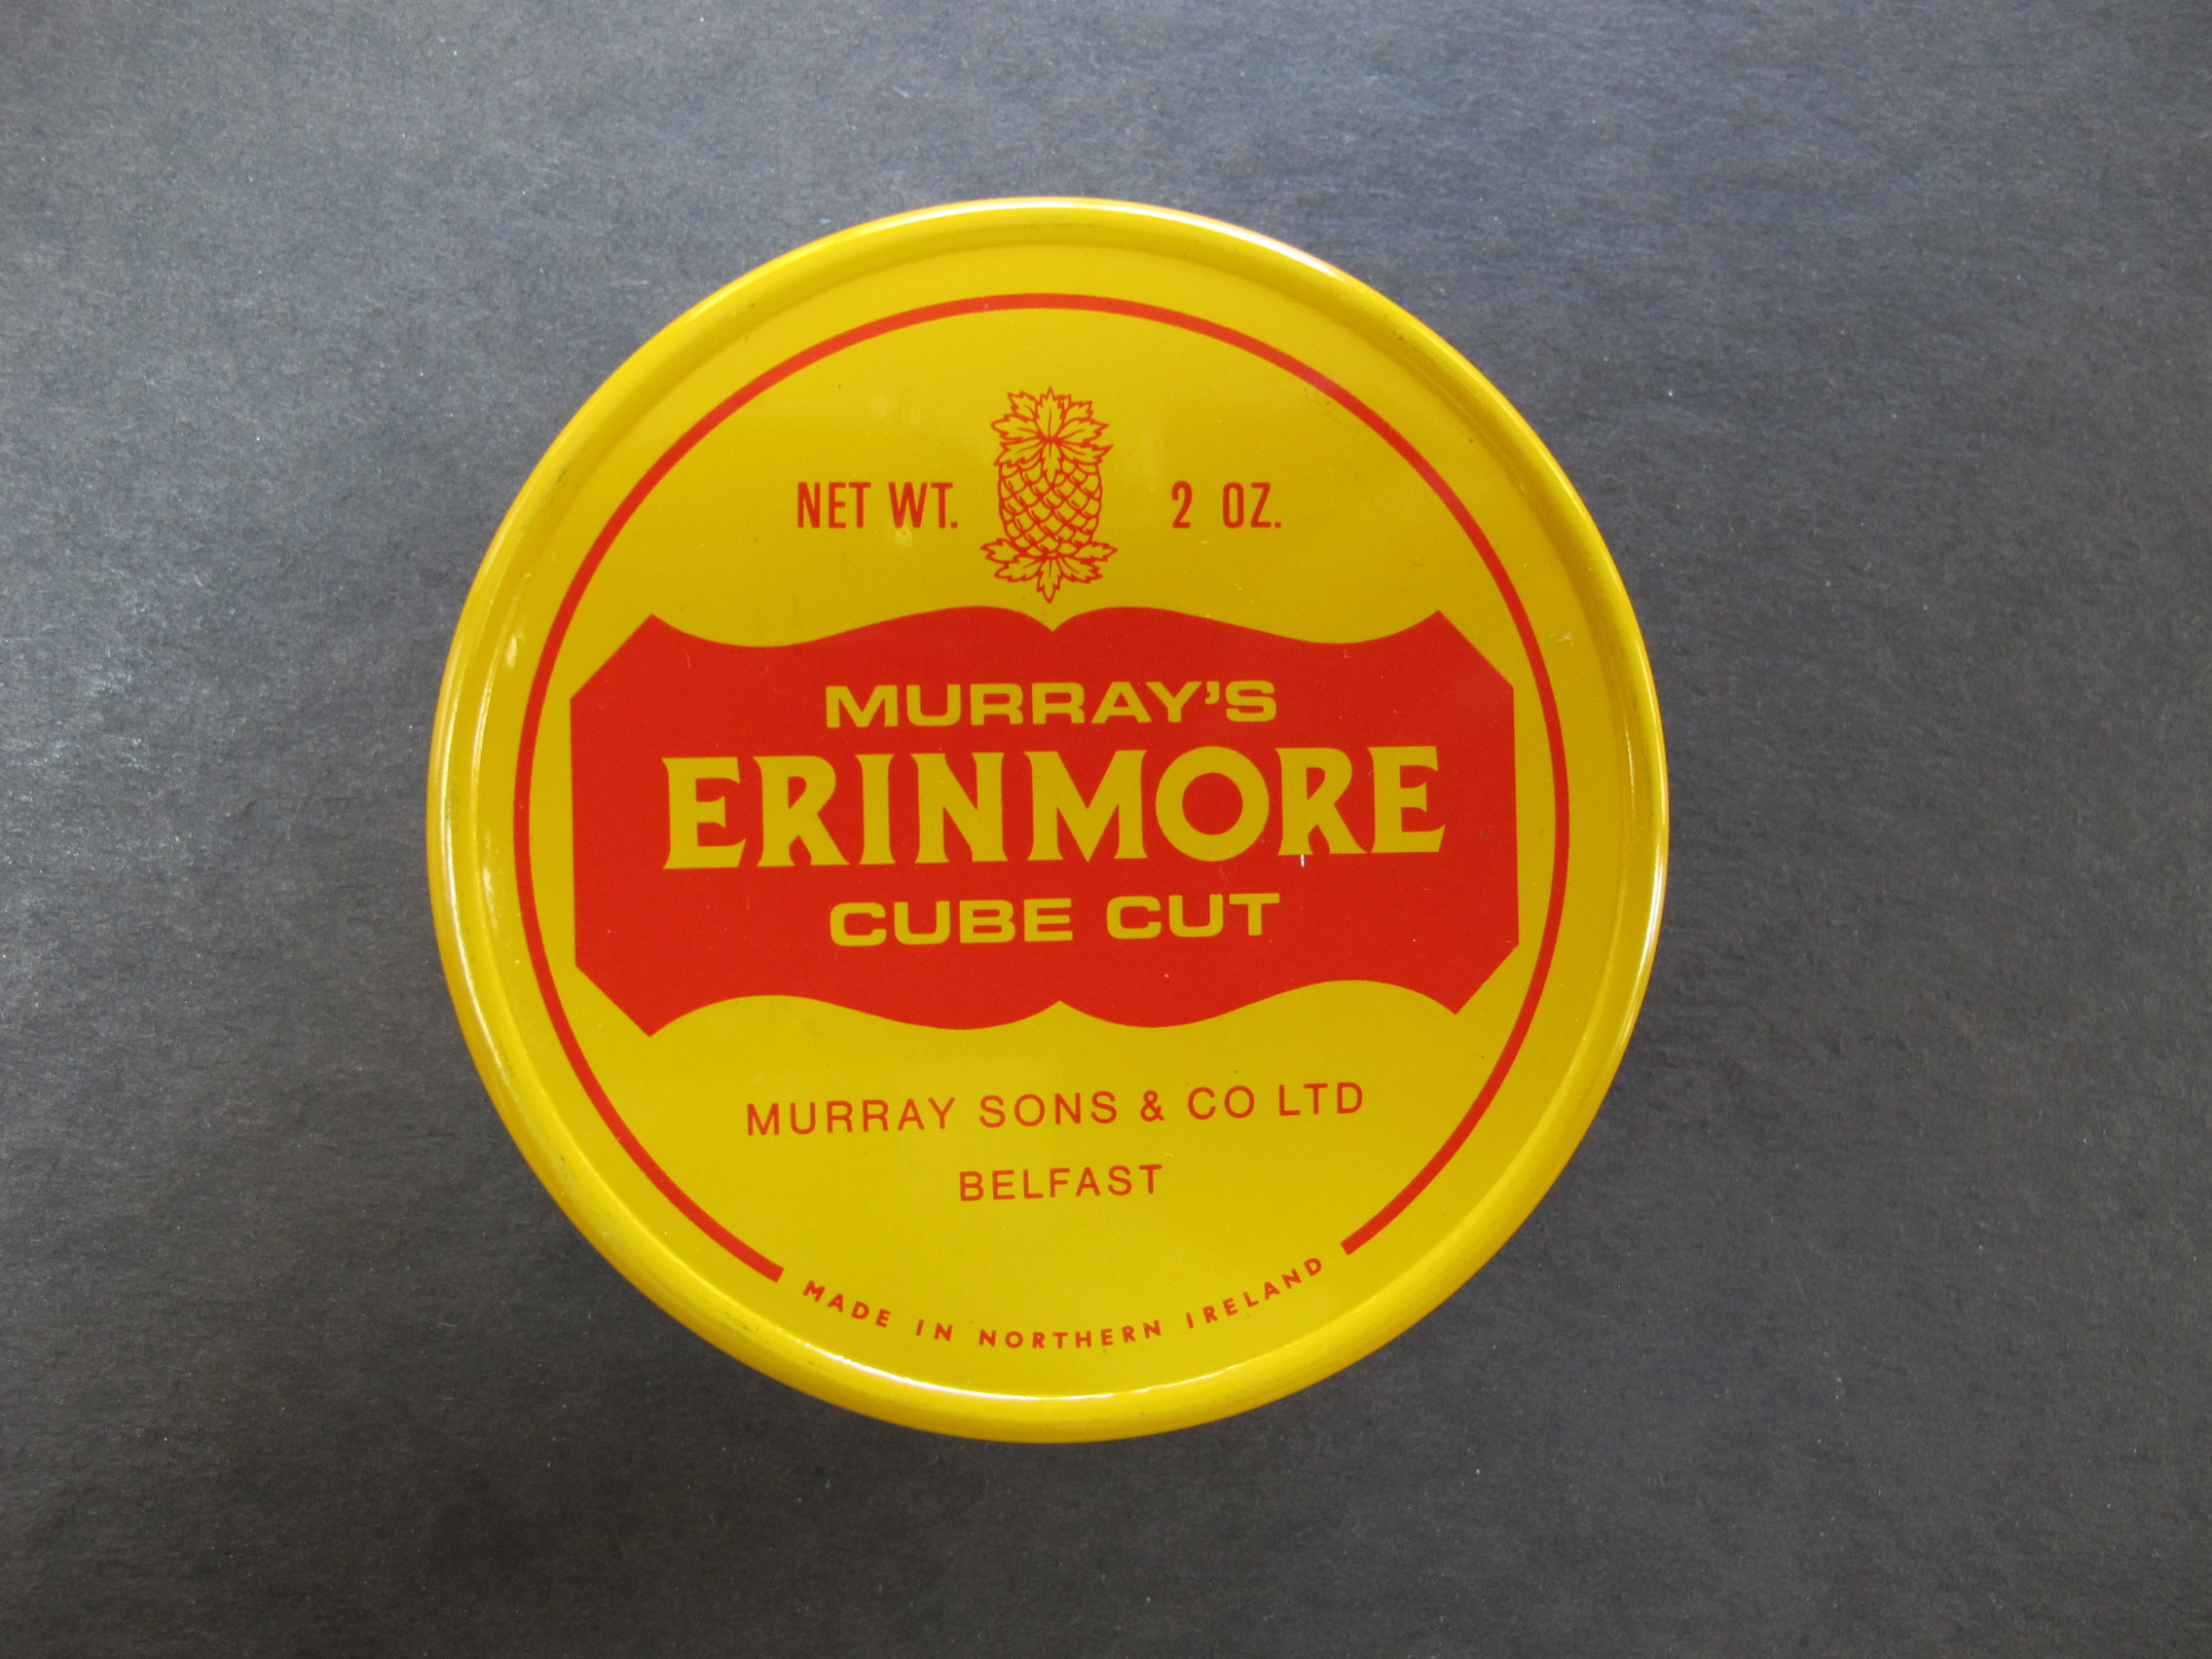 NET WT. 2 OZ.
MURRAY'S
ERINMORE
CUBE CUT
MURRAY SONS & CO LTD
BELFAST
MADE IN NORTHERN IRELAND